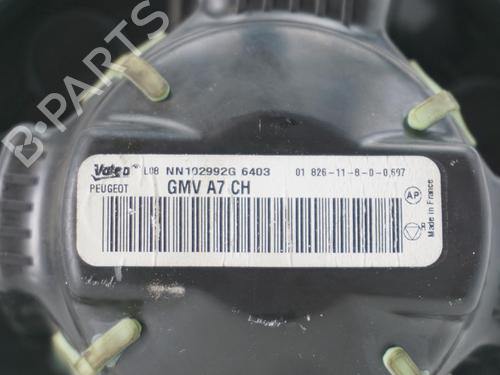 B-PARTS
Valeo L08 NN102992G 6403 01 826-11-8-0-0,697
PEUGEOT GMV A7 CH
AP
R
Made in France